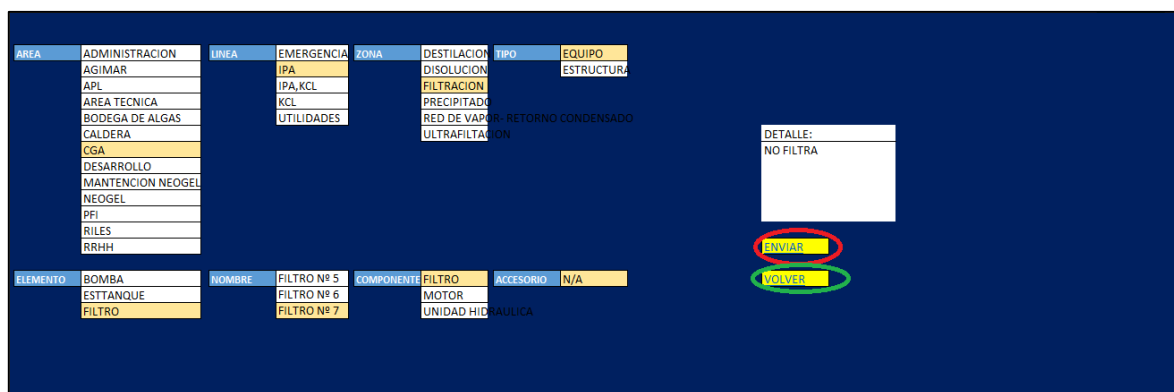 AREA
ADMINISTRACION
AGIMAR
APL
AREA TECNICA
BODEGA DE ALGAS
CALDERA
CGA
DESARROLLO
MANTENCION NEOGEL
NEOGEL
PFI
RILES
RRHH
LINEA
EMERGENCIA
IPA
IPA,KCL
KCL
UTILIDADES
ZONA
DESTILACION
DISOLUCION
FILTRACION
PRECIPITADO
RED DE VAPOR- RETORNO CONDENSADO
ULTRAFILTACION
TIPO
EQUIPO
ESTRUCTURA
DETALLE:
NO FILTRA
ENVIAR
VOLVER
ELEMENTO
BOMBA
ESTTANQUE
FILTRO
NOMBRE
FILTRO Nº 5
FILTRO Nº 6
FILTRO Nº 7
COMPONENTE
FILTRO
MOTOR
UNIDAD HIDRAULICA
ACCESORIO
N/A